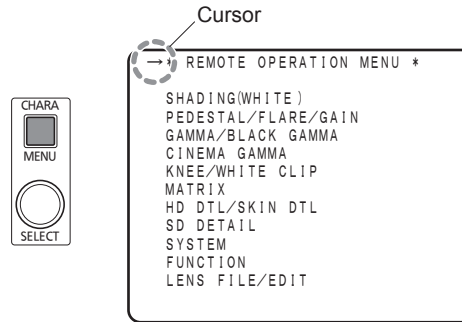 Cursor
→* REMOTE OPERATION MENU *
SHADING(WHITE)
PEDESTAL/FLARE/GAIN
GAMMA/BLACK GAMMA
CINEMA GAMMA
KNEE/WHITE CLIP
MATRIX
HD DTL/SKIN DTL
SD DETAIL
SYSTEM
FUNCTION
LENS FILE/EDIT
CHARA
MENU
SELECT